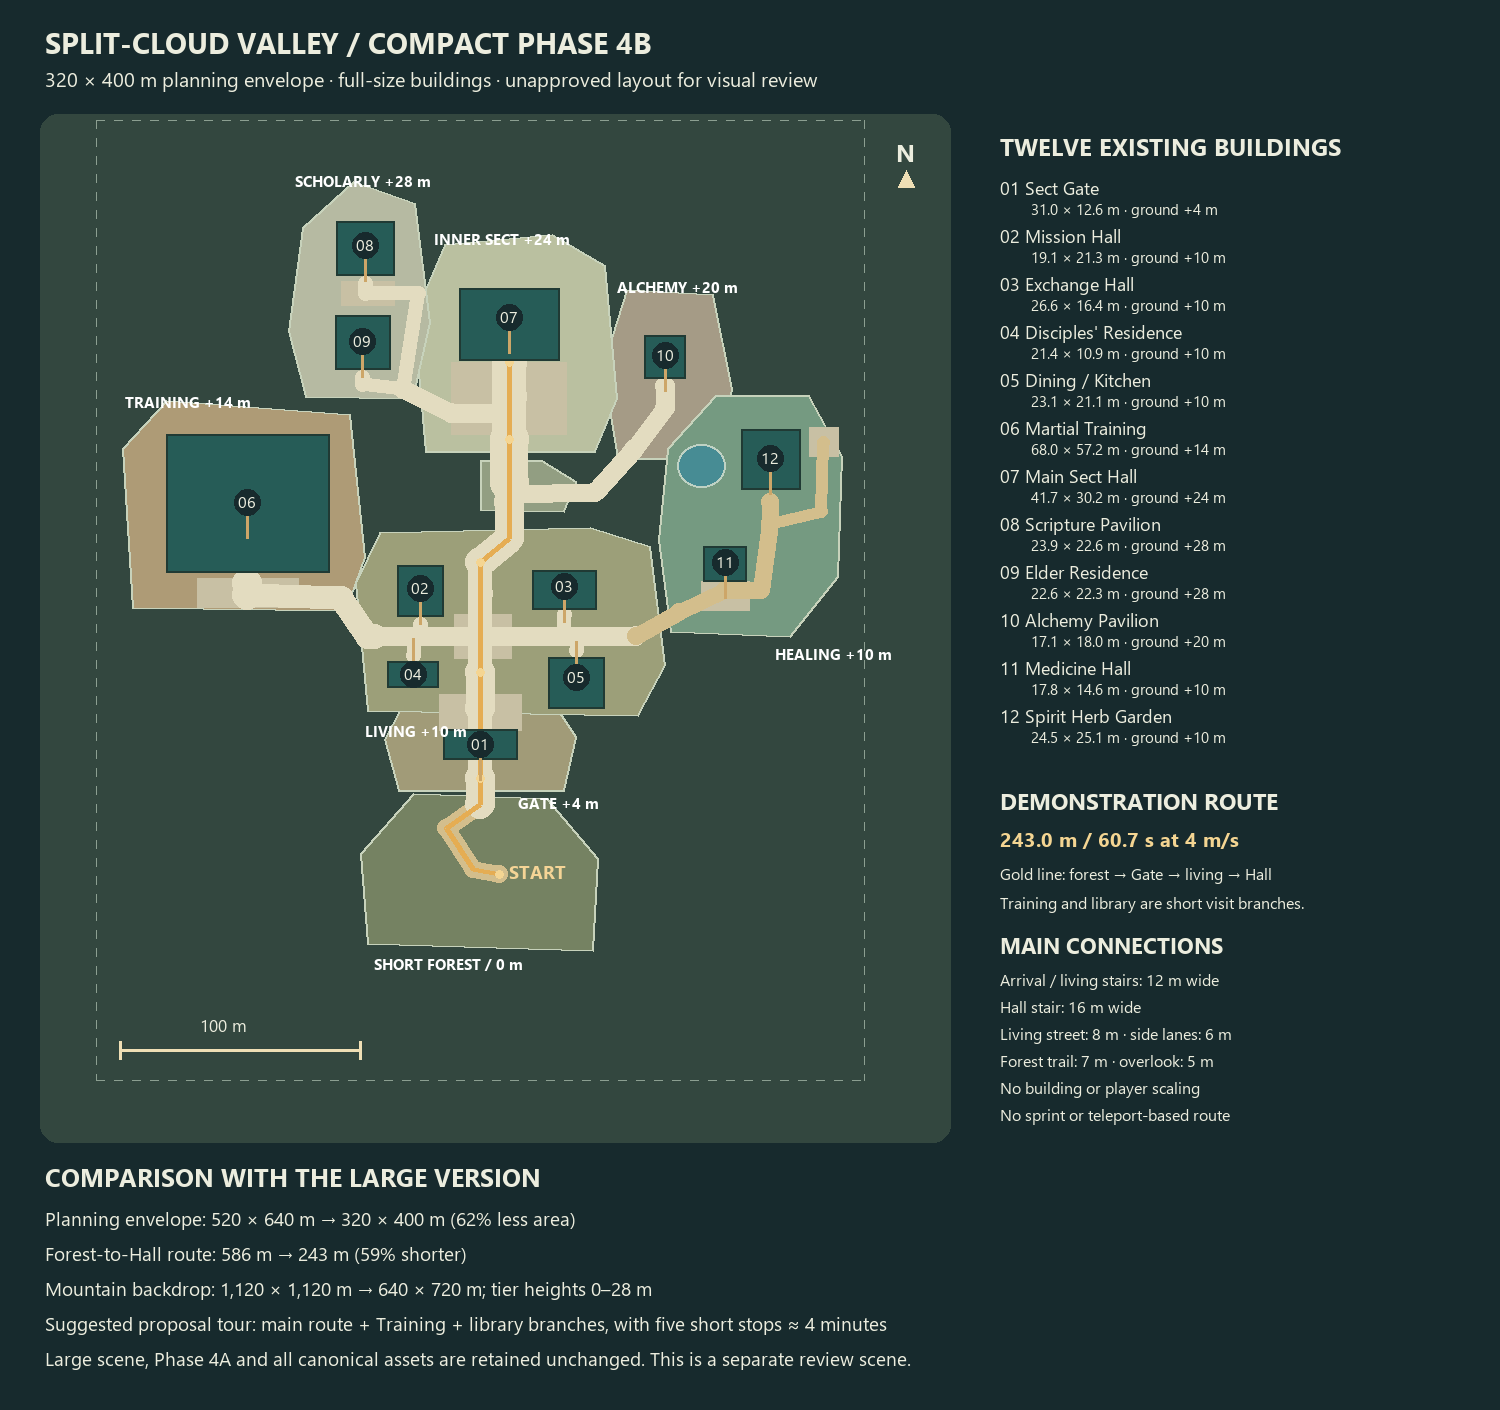 SPLIT-CLOUD VALLEY / COMPACT PHASE 4B
320 × 400 m planning envelope · full-size buildings · unapproved layout for visual review
N
SCHOLARLY +28 m
08
INNER SECT +24 m
ALCHEMY +20 m
07
09
10
TRAINING +14 m
12
06
11
02
03
04
05
HEALING +10 m
LIVING +10 m
01
GATE +4 m
START
SHORT FOREST / 0 m
100 m
TWELVE EXISTING BUILDINGS
01 Sect Gate
31.0 × 12.6 m · ground +4 m
02 Mission Hall
19.1 × 21.3 m · ground +10 m
03 Exchange Hall
26.6 × 16.4 m · ground +10 m
04 Disciples' Residence
21.4 × 10.9 m · ground +10 m
05 Dining / Kitchen
23.1 × 21.1 m · ground +10 m
06 Martial Training
68.0 × 57.2 m · ground +14 m
07 Main Sect Hall
41.7 × 30.2 m · ground +24 m
08 Scripture Pavilion
23.9 × 22.6 m · ground +28 m
09 Elder Residence
22.6 × 22.3 m · ground +28 m
10 Alchemy Pavilion
17.1 × 18.0 m · ground +20 m
11 Medicine Hall
17.8 × 14.6 m · ground +10 m
12 Spirit Herb Garden
24.5 × 25.1 m · ground +10 m
DEMONSTRATION ROUTE
243.0 m / 60.7 s at 4 m/s
Gold line: forest → Gate → living → Hall
Training and library are short visit branches.
MAIN CONNECTIONS
Arrival / living stairs: 12 m wide
Hall stair: 16 m wide
Living street: 8 m · side lanes: 6 m
Forest trail: 7 m · overlook: 5 m
No building or player scaling
No sprint or teleport-based route
COMPARISON WITH THE LARGE VERSION
Planning envelope: 520 × 640 m → 320 × 400 m (62% less area)
Forest-to-Hall route: 586 m → 243 m (59% shorter)
Mountain backdrop: 1,120 × 1,120 m → 640 × 720 m; tier heights 0–28 m
Suggested proposal tour: main route + Training + library branches, with five short stops ≈ 4 minutes
Large scene, Phase 4A and all canonical assets are retained unchanged. This is a separate review scene.